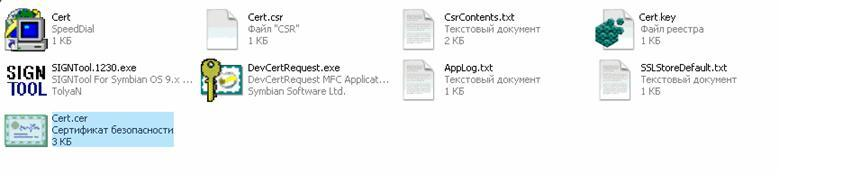 Cert
SpeedDial
1 КБ
Cert.csr
Файл "CSR"
1 КБ
CsrContents.txt
Текстовый документ
2 КБ
Cert.key
Файл реестра
1 КБ
SIGN
TOOL
SIGNTool.1230.exe
SIGNTool For Symbian OS 9.x ...
TolyaN
DevCertRequest.exe
DevCertRequest MFC Applicat...
Symbian Software Ltd.
AppLog.txt
Текстовый документ
1 КБ
SSLStoreDefault.txt
Текстовый документ
1 КБ
Cert.cer
Сертификат безопасности
3 КБ